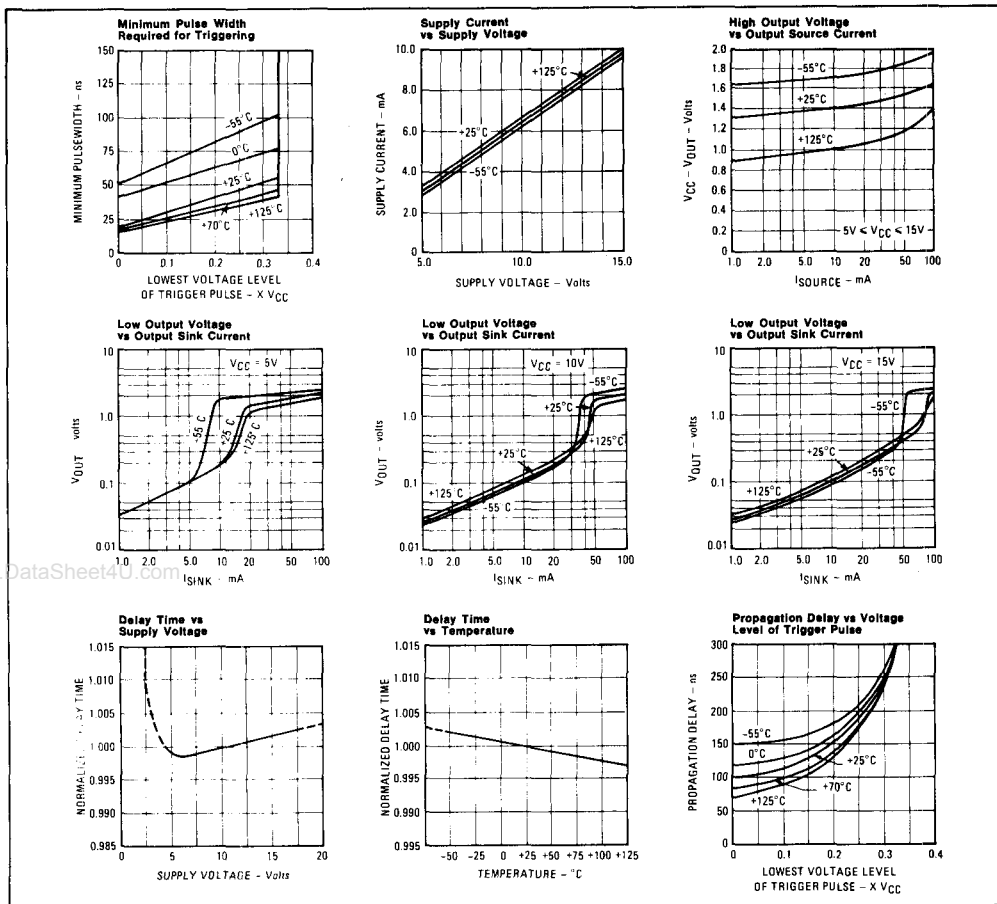 Minimum Pulse Width
Required for Triggering
150
125
100
75
50
25
0
MINIMUM PULSEWIDTH – ns
-55°C
-0°C
+25°C
+70°C
+125°C
0 0.1 0.2 0.3 0.4
LOWEST VOLTAGE LEVEL
OF TRIGGER PULSE – X VCC
Supply Current
vs Supply Voltage
10.0
8.0
6.0
4.0
2.0
0
SUPPLY CURRENT – mA
+125°C
+25°C
-55°C
5.0 10.0 15.0
SUPPLY VOLTAGE – Volts
High Output Voltage
vs Output Source Current
2.0
1.8
1.6
1.4
1.2
1.0
0.8
0.6
0.4
0.2
0
VCC – VOUT – Volts
-55°C
+25°C
+125°C
5V ≤ VCC ≤ 15V
1.0 2.0 5.0 10 20 50 100
ISOURCE – mA
Low Output Voltage
vs Output Sink Current
10
1.0
0.1
0.01
VOUT volts
VCC = 5V
-55 C
+25°C
+125°C
1.0 2.0 5.0 10 20 50 100
ISINK - mA
Low Output Voltage
vs Output Sink Current
10
1.0
0.1
0.01
VOUT volts
VCC = 10V
-55°C
+25°C
+125°C
+25°C
+125°C
-55°C
1.0 2.0 5.0 10 20 50 100
ISINK – mA
Low Output Voltage
vs Output Sink Current
10
1.0
0.1
0.01
VOUT volts
VCC = 15V
-55°C
+25°C
-55°C
+125°C
1.0 2.0 5.0 10 20 50 100
ISINK – mA
.DataSheet4U.com
Delay Time vs
Supply Voltage
1.015
1.010
1.005
1.000
0.995
0.990
0.985
TIME
0 5 10 15 20
SUPPLY VOLTAGE – Volts
Delay Time
vs Temperature
1.015
1.010
1.005
1.000
0.995
0.990
0.995
NORMALIZED DELAY TIME
-50 -25 0 +25 +50 +75 +100 +125
TEMPERATURE – °C
Propagation Delay vs Voltage
Level of Trigger Pulse
300
250
200
150
100
50
0
PROPAGATION DELAY – ns
-55°C
0°C
+25°C
+70°C
+125°C
0 0.1 0.2 0.3 0.4
LOWEST VOLTAGE LEVEL
OF TRIGGER PULSE – X VCC